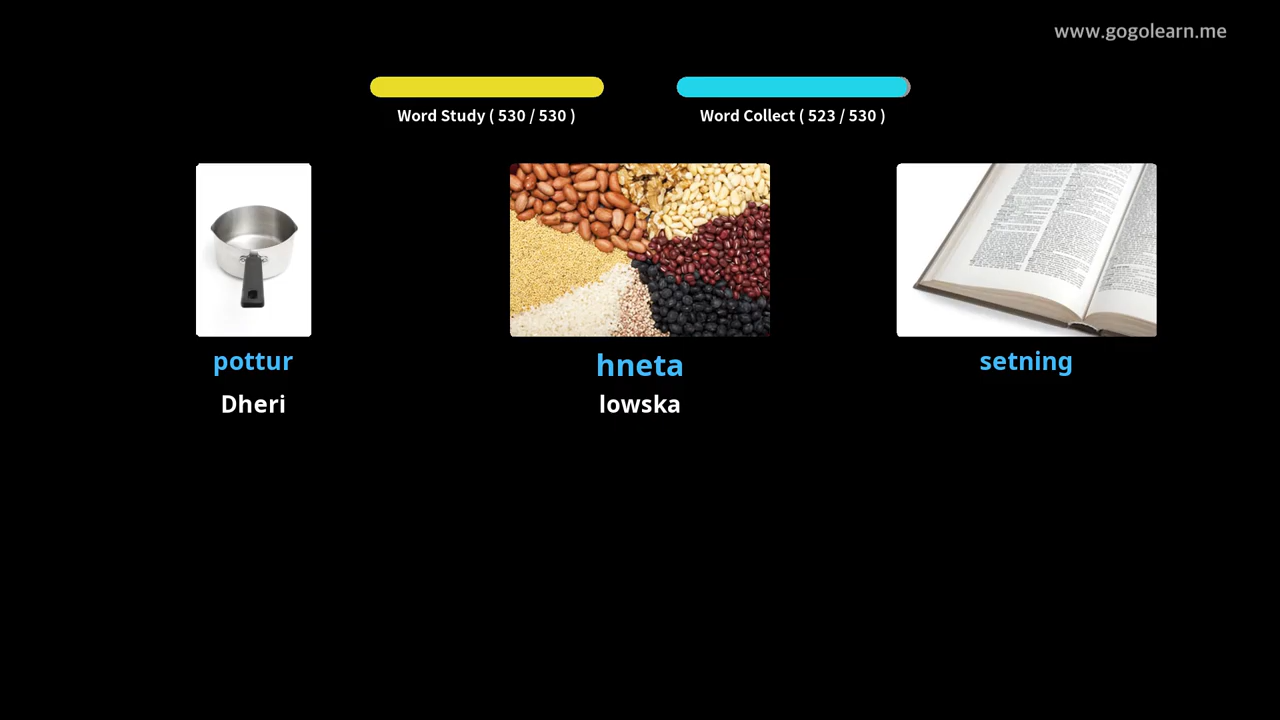 www.gogolearn.me
Word Study ( 530 / 530 )
Word Collect ( 523 / 530 )
pottur
hneta
setning
Dheri
lowska